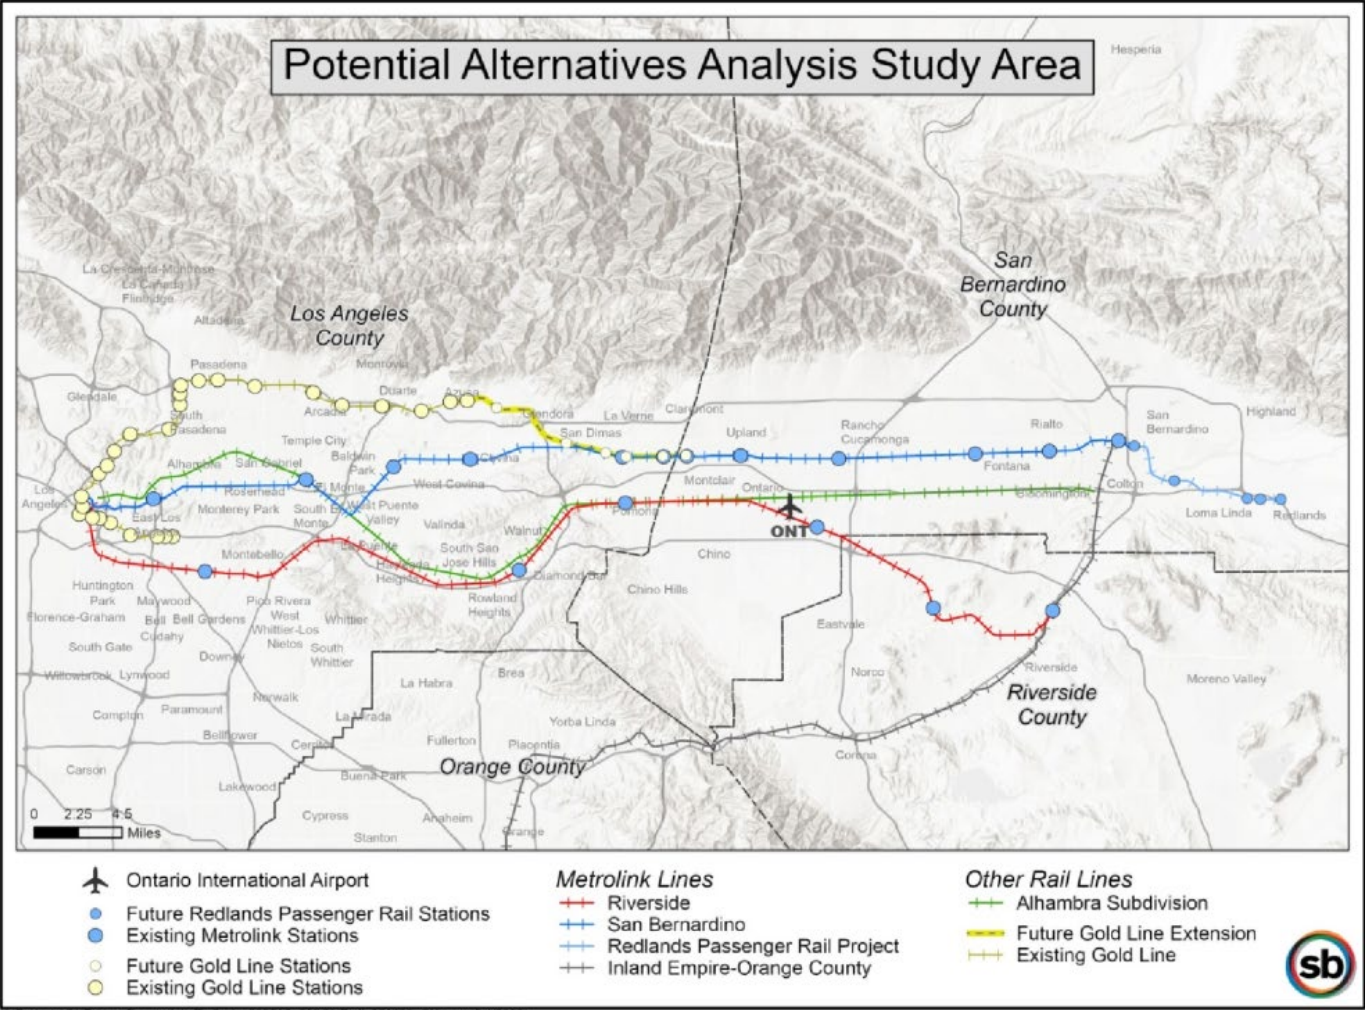 Potential Alternatives Analysis Study Area
Hesperia
San
Bernardino
County
La Crescenta-Montrose
La Cañada
Flintridge
Los Angeles
County
Altadena
Pasadena
Monrovia
Glendale
Duarte
Azusa
South
Pasadena
Arcadia
Glendora
La Verne
Claremont
San Dimas
Upland
Rancho
Cucamonga
Rialto
San
Bernardino
Highland
Temple City
Baldwin
Park
Alhambra
San Gabriel
Covina
Fontana
Los
Angeles
Rosemead
El Monte
West Covina
Montclair
Ontario
Bloomington
Colton
Loma Linda
Redlands
East Los
Monterey Park
South El
Monte
West Puente
Valley
Valinda
Walnut
Pomona
ONT
Montebello
La Puente
South San
Jose Hills
Hacienda
Heights
Diamond Bar
Chino
Chino Hills
Huntington
Park
Maywood
Pico Rivera
Rowland
Heights
Florence-Graham
Bell
Bell Gardens
West
Whittier-Los
Nietos
Whittier
Eastvale
Cudahy
South Gate
Downey
South
Whittier
Riverside
Willowbrook
Lynwood
La Habra
Brea
Norco
Moreno Valley
Riverside
County
Compton
Paramount
Norwalk
La Mirada
Yorba Linda
Bellflower
Cerritos
Fullerton
Placentia
Corona
Carson
Lakewood
Buena Park
Orange County
Cypress
Anaheim
Stanton
Orange
0 2.25 4.5
Miles
Ontario International Airport
Future Redlands Passenger Rail Stations
Existing Metrolink Stations
Future Gold Line Stations
Existing Gold Line Stations
Metrolink Lines
Riverside
San Bernardino
Redlands Passenger Rail Project
Inland Empire-Orange County
Other Rail Lines
Alhambra Subdivision
Future Gold Line Extension
Existing Gold Line
sb